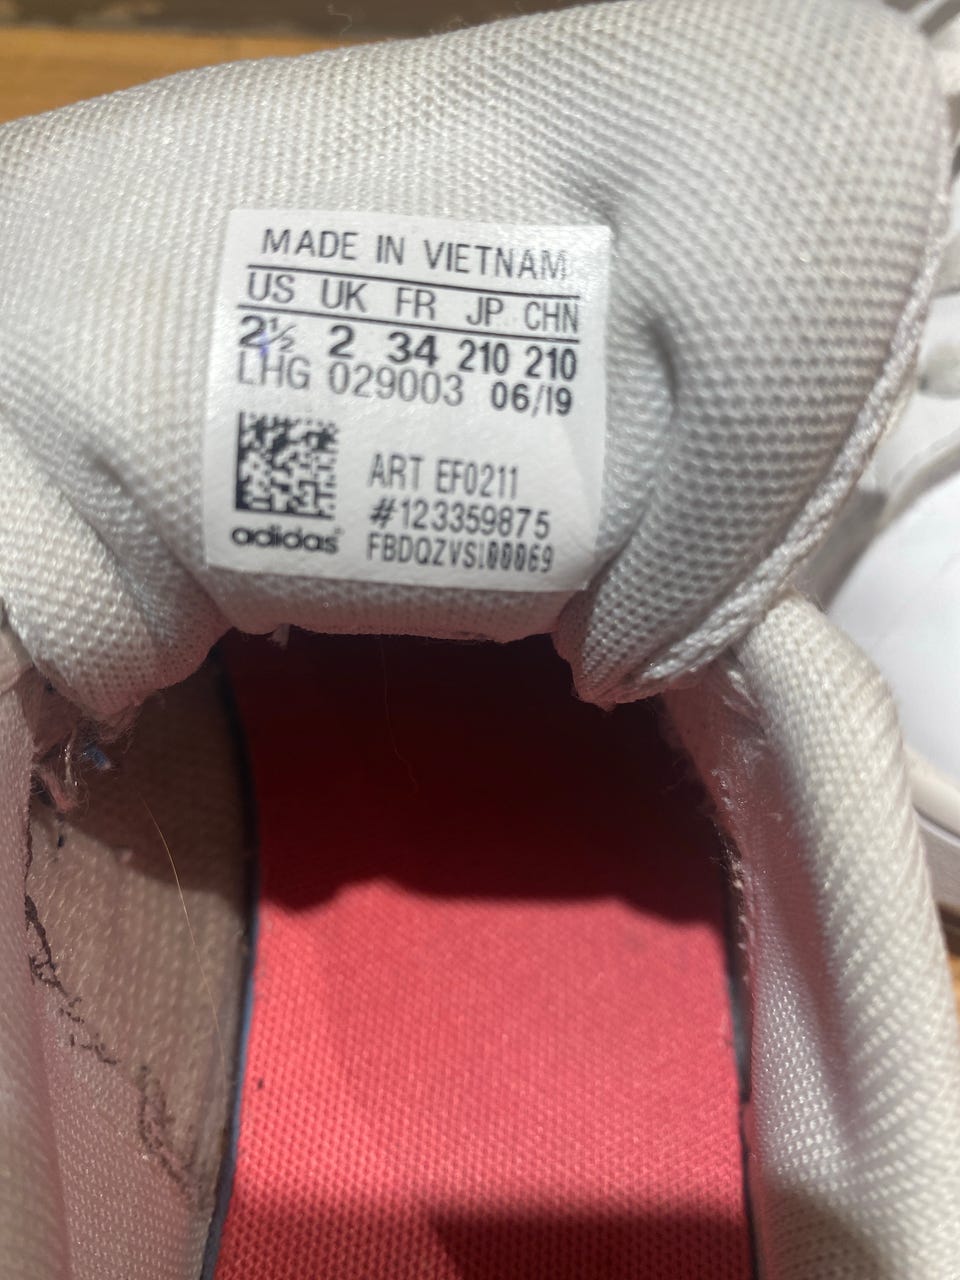 MADE IN VIETNAM
US UK FR JP CHN
2½ 2 34 210 210
LHG 029003 06/19
ART EF0211
#123359875
adidas
FBDQZVSL00069